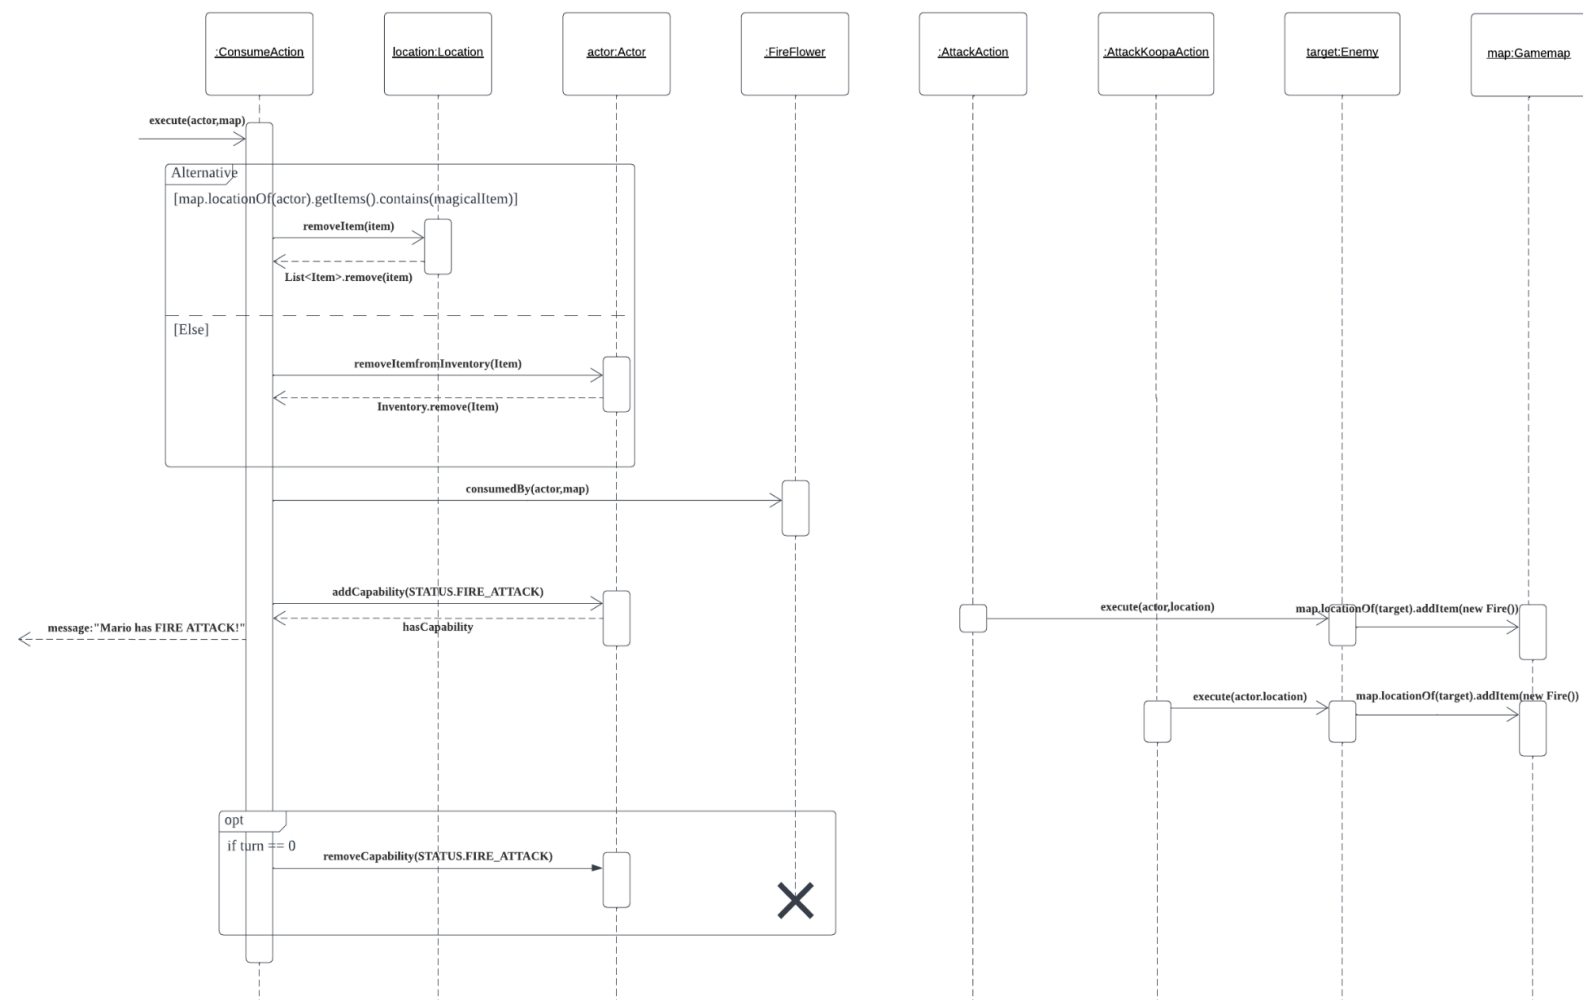 :ConsumeAction
location:Location
actor:Actor
:FireFlower
:AttackAction
:AttackKoopaAction
target:Enemy
map:Gamemap
execute(actor,map)
Alternative
[map.locationOf(actor).getItems().contains(magicalItem)]
removeItem(item)
List<Item>.remove(item)
[Else]
removeItemfromInventory(Item)
Inventory.remove(Item)
consumedBy(actor,map)
addCapability(STATUS.FIRE_ATTACK)
execute(actor,location)
map.locationOf(target).addItem(new Fire())
message:"Mario has FIRE ATTACK!"
hasCapability
execute(actor.location)
map.locationOf(target).addItem(new Fire())
opt
if turn == 0
removeCapability(STATUS.FIRE_ATTACK)